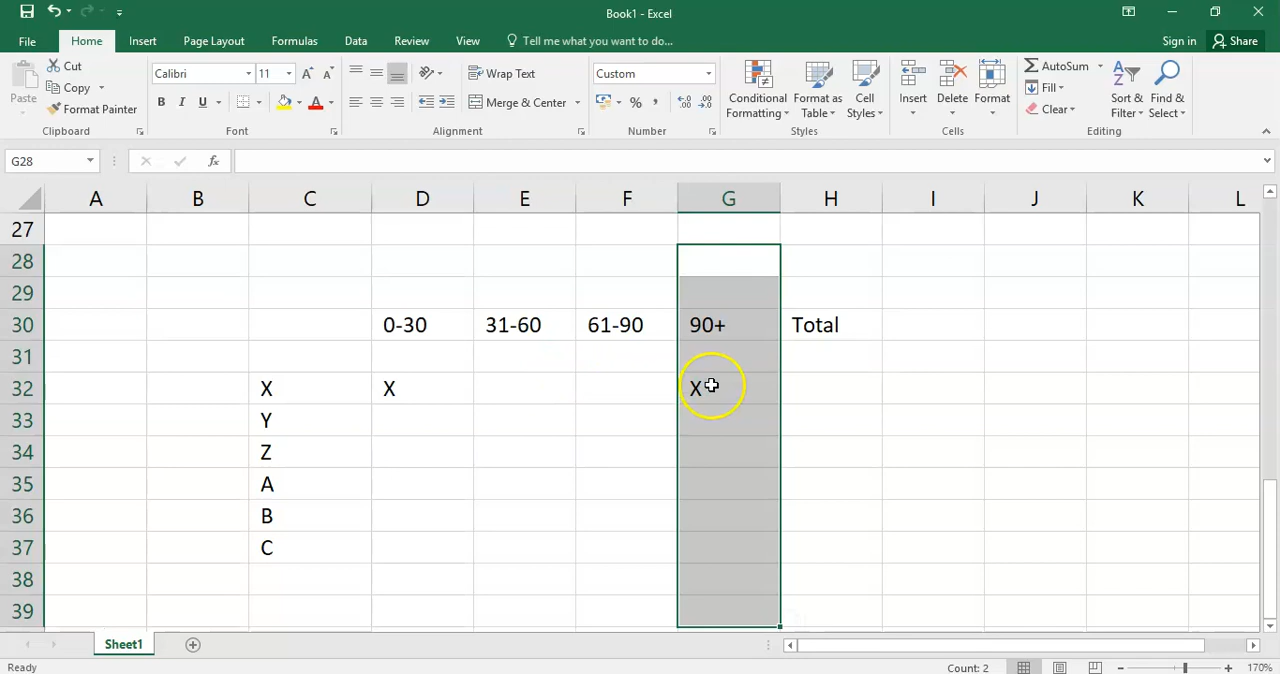 Book1 - Excel
File Home Insert Page Layout Formulas Data Review View Tell me what you want to do... Sign in Share
Paste
Cut
Copy
Format Painter
Clipboard
Calibri 11
B I U
Font
Wrap Text
Merge & Center
Alignment
Custom
Number
Conditional Formatting
Format as Table
Cell Styles
Styles
Insert
Delete
Format
Cells
AutoSum
Fill
Clear
Sort & Filter
Find & Select
Editing
G28 fx
A B C D E F G H I J K L
27
28
29
30 0-30 31-60 61-90 90+ Total
31
32 X X X
33 Y
34 Z
35 A
36 B
37 C
38
39
Sheet1
Ready Count: 2 170%